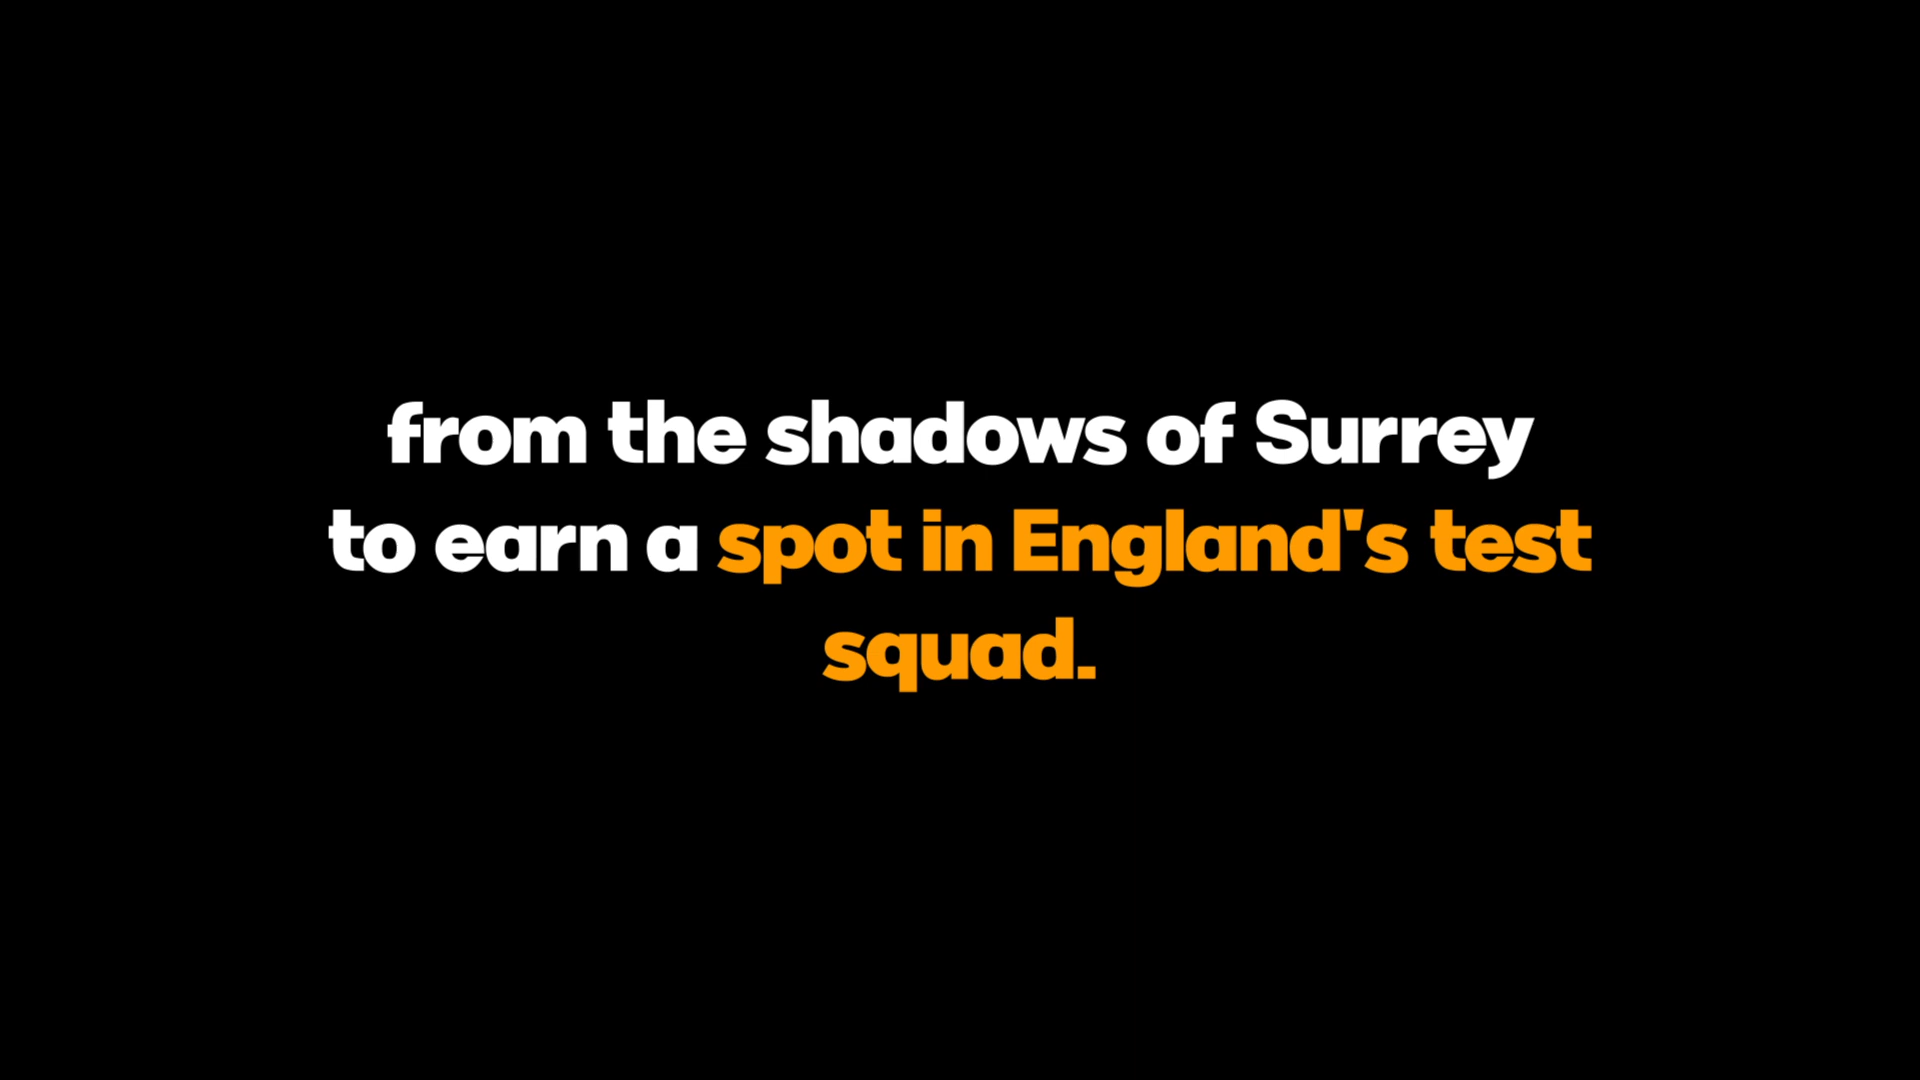 from the shadows of Surrey
to earn a spot in England's test
squad.